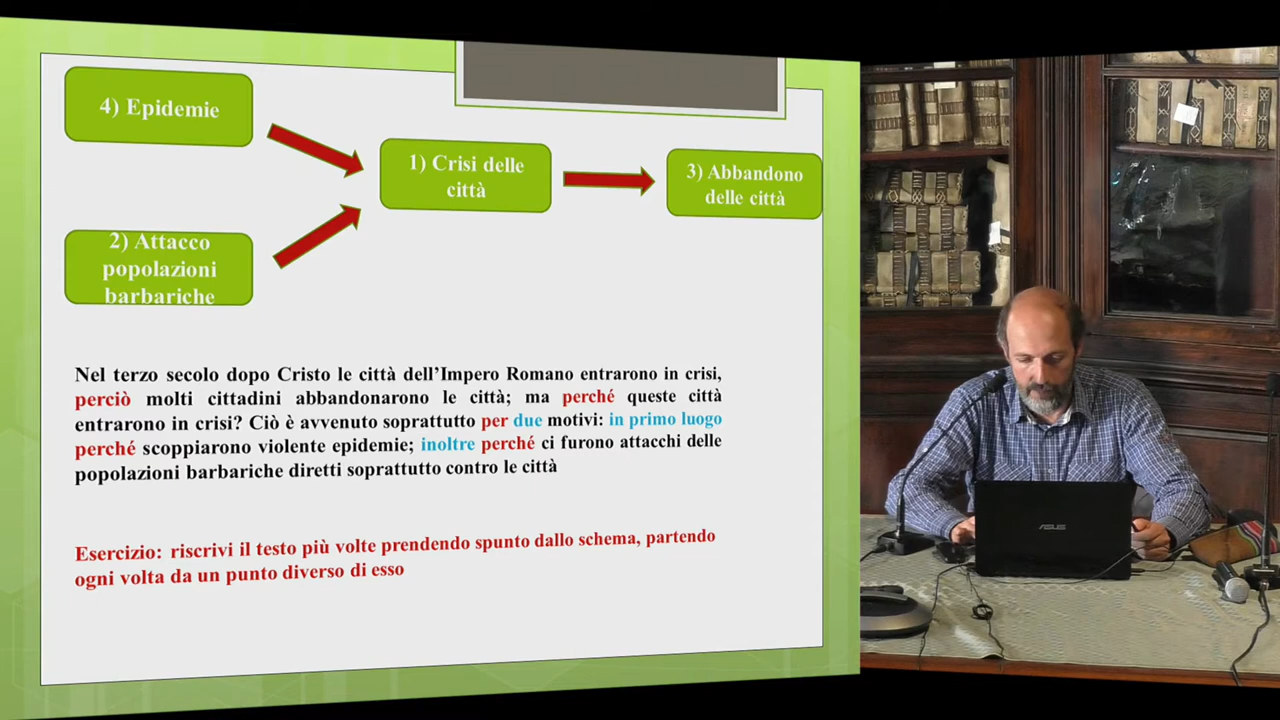 4) Epidemie
1) Crisi delle
città
3) Abbandono
delle città
2) Attacco
popolazioni
barbariche
Nel terzo secolo dopo Cristo le città dell’Impero Romano entrarono in crisi,
perciò molti cittadini abbandonarono le città; ma perché queste città
entrarono in crisi? Ciò è avvenuto soprattutto per due motivi: in primo luogo
perché scoppiarono violente epidemie; inoltre perché ci furono attacchi delle
popolazioni barbariche diretti soprattutto contro le città
Esercizio: riscrivi il testo più volte prendendo spunto dallo schema, partendo
ogni volta da un punto diverso di esso
ASUS